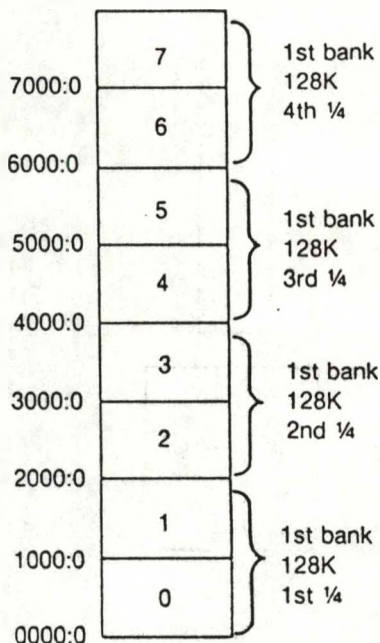 7
1st bank
128K
4th ¼
7000:0
6
6000:0
5
1st bank
128K
3rd ¼
5000:0
4
4000:0
3
1st bank
128K
2nd ¼
3000:0
2
2000:0
1
1st bank
128K
1st ¼
1000:0
0
0000:0